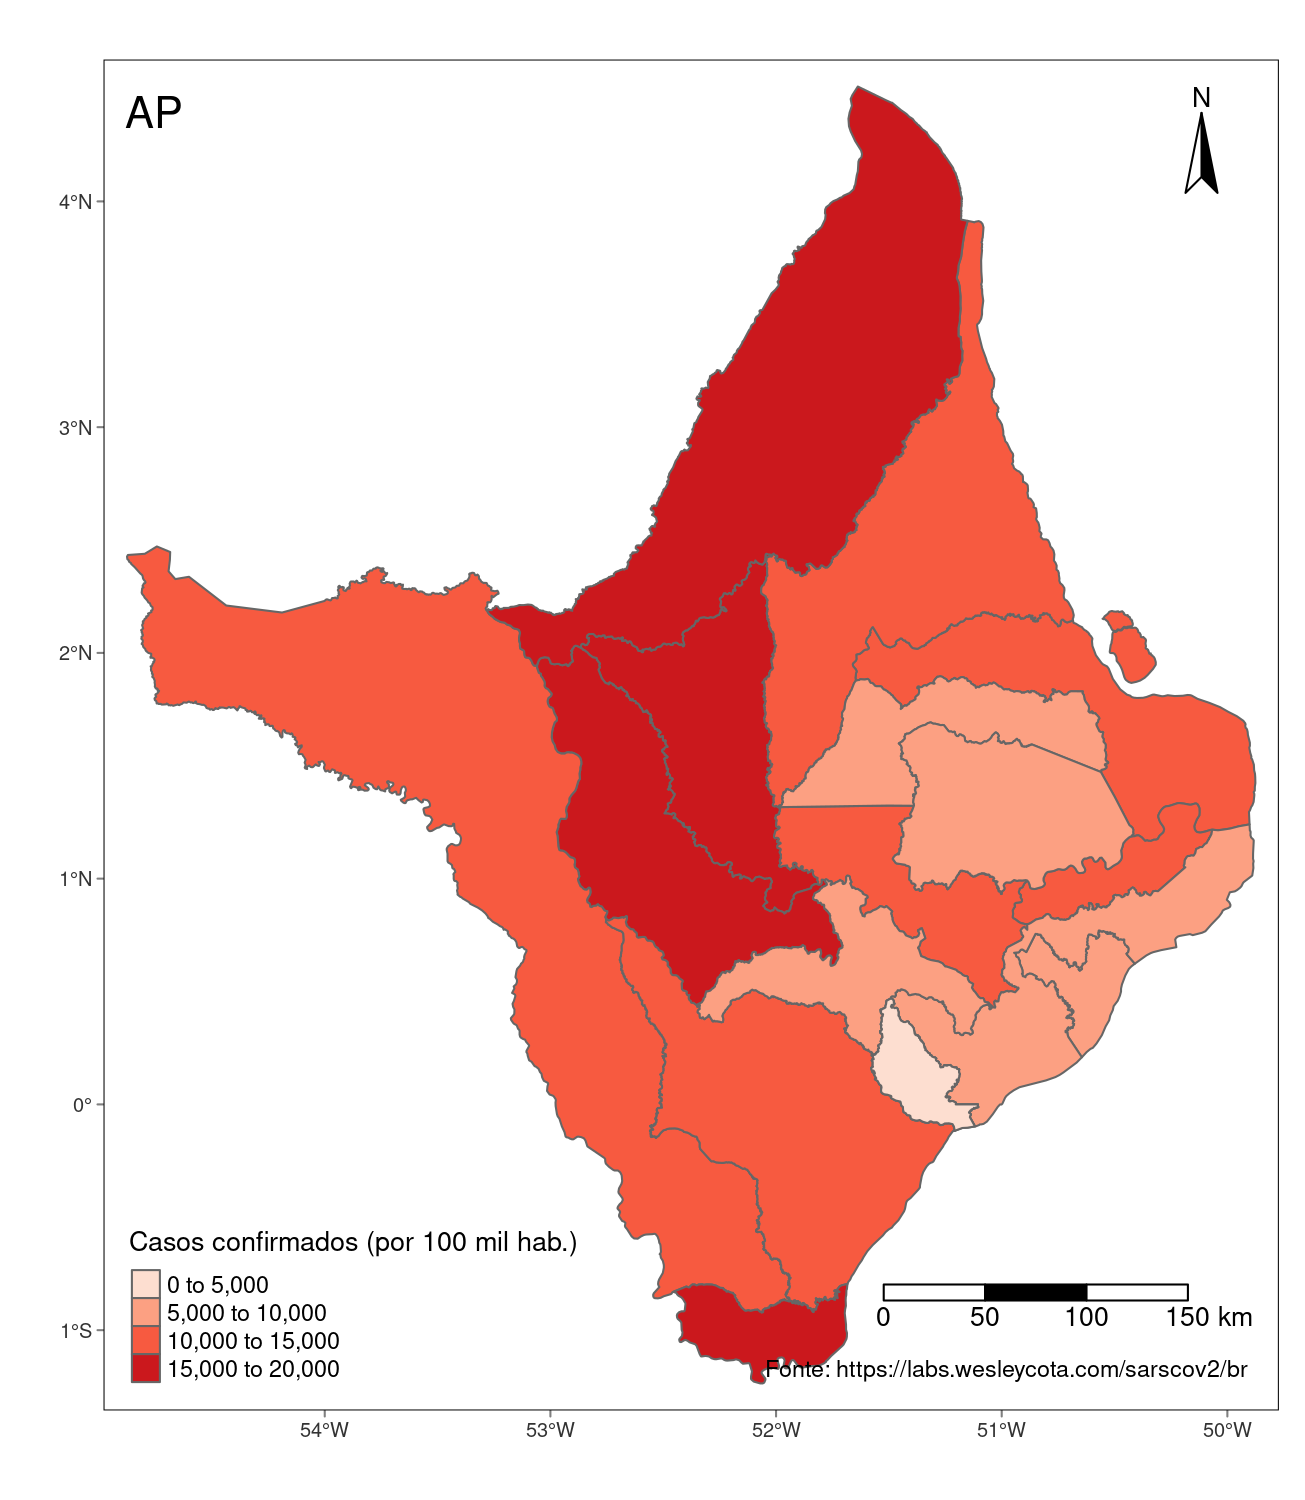 AP
N
4°N
3°N
2°N
1°N
0°
1°S
Casos confirmados (por 100 mil hab.)
0 to 5,000
5,000 to 10,000
10,000 to 15,000
15,000 to 20,000
0 50 100 150 km
Fonte: https://labs.wesleycota.com/sarscov2/br
54°W 53°W 52°W 51°W 50°W